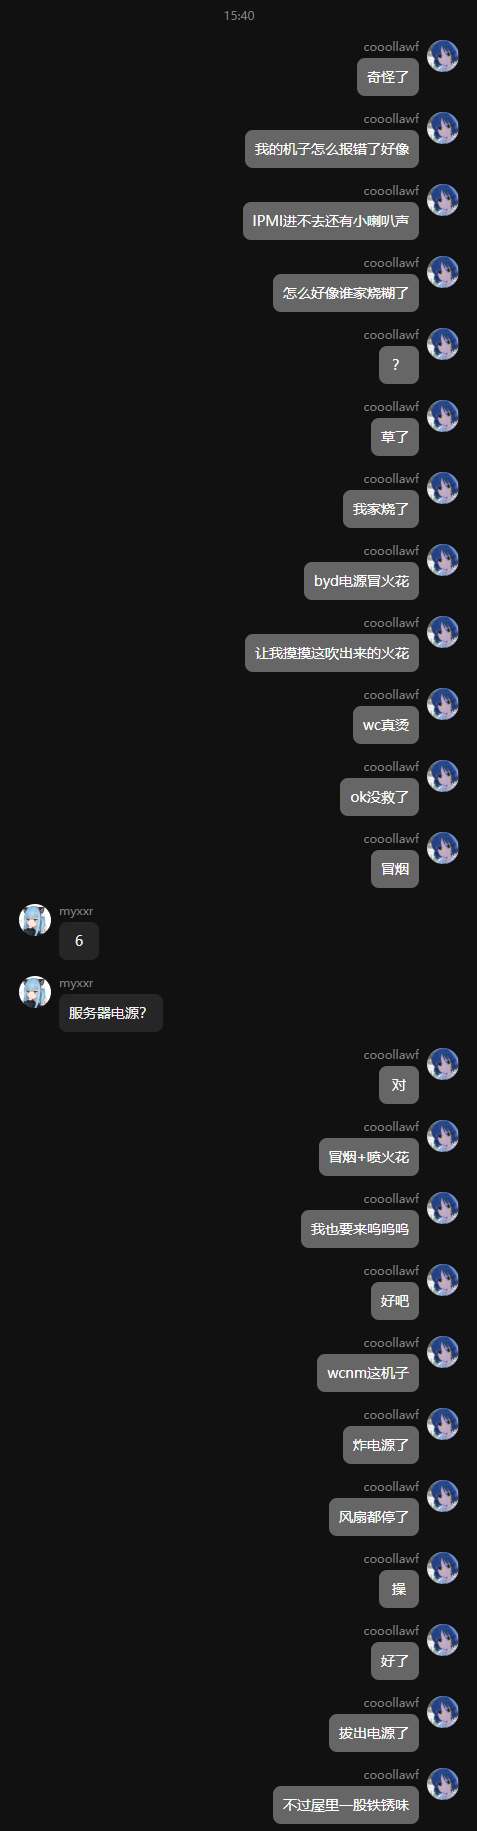 15:40
cooollawf
奇怪了
cooollawf
我的机子怎么报错了好像
cooollawf
IPMI进不去还有小喇叭声
cooollawf
怎么好像谁家烧糊了
cooollawf
？
cooollawf
草了
cooollawf
我家烧了
cooollawf
byd电源冒火花
cooollawf
让我摸摸这吹出来的火花
cooollawf
wc真烫
cooollawf
ok没救了
cooollawf
冒烟
myxxr
6
myxxr
服务器电源？
cooollawf
对
cooollawf
冒烟+喷火花
cooollawf
我也要来呜呜呜
cooollawf
好吧
cooollawf
wcnm这机子
cooollawf
炸电源了
cooollawf
风扇都停了
cooollawf
操
cooollawf
好了
cooollawf
拔出电源了
cooollawf
不过屋里一股铁锈味